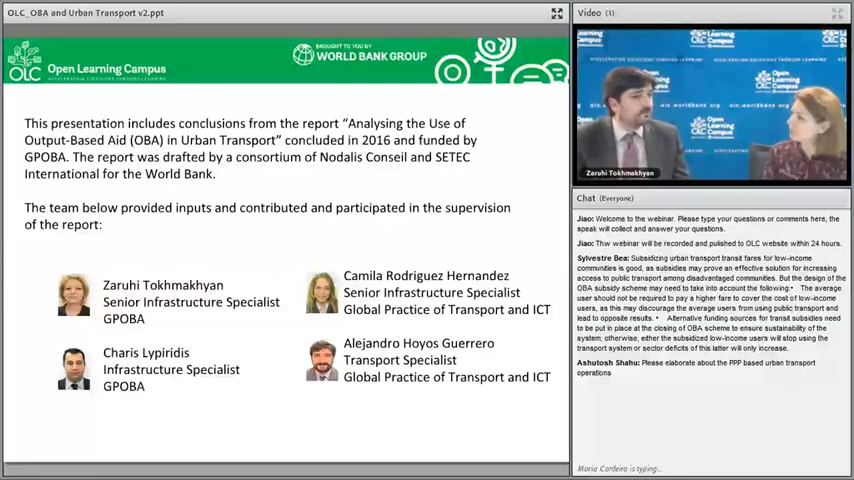 OLC_OBA and Urban Transport v2.ppt
OLC
Open Learning Campus
ACCELERATING SOLUTIONS THROUGH LEARNING
BROUGHT TO YOU BY
WORLD BANK GROUP
This presentation includes conclusions from the report “Analysing the Use of
Output-Based Aid (OBA) in Urban Transport” concluded in 2016 and funded by
GPOBA. The report was drafted by a consortium of Nodalis Conseil and SETEC
International for the World Bank.
The team below provided inputs and contributed and participated in the supervision
of the report:
Zaruhi Tokhmakhyan
Senior Infrastructure Specialist
GPOBA
Camila Rodriguez Hernandez
Senior Infrastructure Specialist
Global Practice of Transport and ICT
Charis Lypiridis
Infrastructure Specialist
GPOBA
Alejandro Hoyos Guerrero
Transport Specialist
Global Practice of Transport and ICT
Video (1)
Open Learning
Campus
OLC
olc.worldbank.org
Zaruhi Tokhmakhyan
Chat (Everyone)
Jiao: Welcome to the webinar. Please type your questions or comments here, the
speak will collect and answer your questions.
Jiao: Thw webinar will be recorded and pulished to OLC website within 24 hours.
Sylvestre Bea: Subsidizing urban transport transit fares for low-income
communities is good, as subsidies may prove an effective solution for increasing
access to public transport among disadvantaged communities. But the design of the
OBA subsidy scheme may need to take into account the following:• The average
user should not be required to pay a higher fare to cover the cost of low-income
users, as this may discourage the average users from using public transport and
lead to opposite results. • Alternative funding sources for transit subsidies need
to be put in place at the closing of OBA scheme to ensure sustainability of the
system; otherwise, either the subsidized low-income users will stop using the
transport system or sector deficits of this latter will only increase.
Ashutosh Shahu: Please elaborate about the PPP based urban transport
operations
Maria Cordeiro is typing...